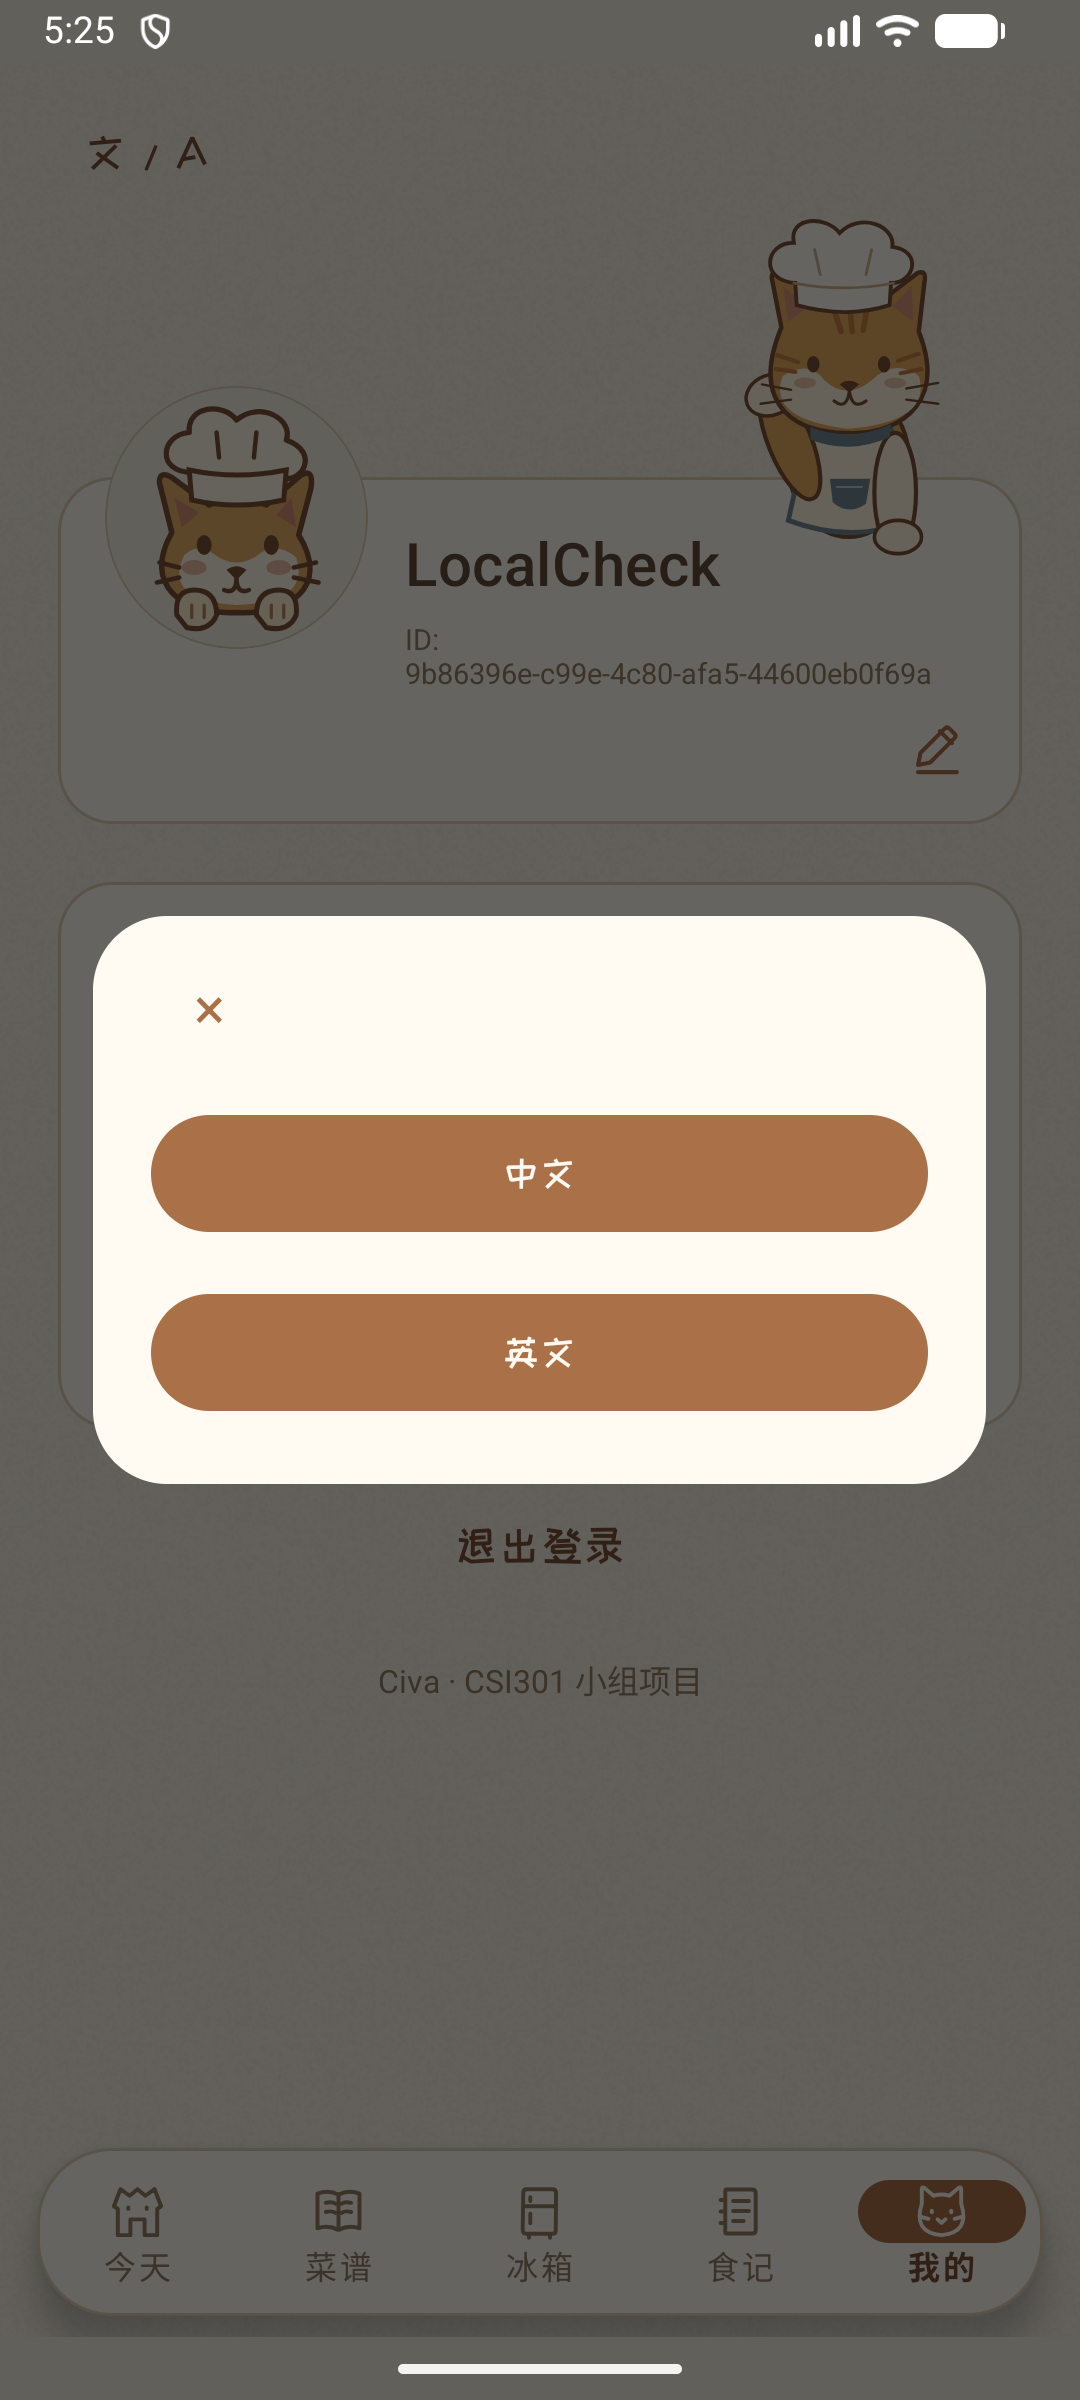 5:25
文 / A
LocalCheck
ID:
9b86396e-c99e-4c80-afa5-44600eb0f69a
×
中文
英文
退出登录
Civa · CSI301 小组项目
今天
菜谱
冰箱
食记
我的